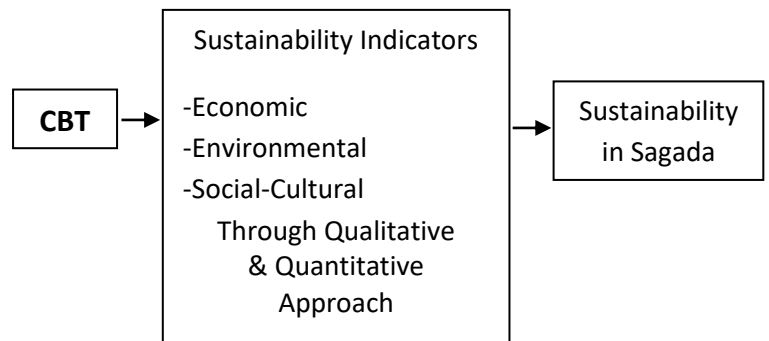 CBT
Sustainability Indicators
-Economic
-Environmental
-Social-Cultural
Through Qualitative
& Quantitative
Approach
Sustainability
in Sagada